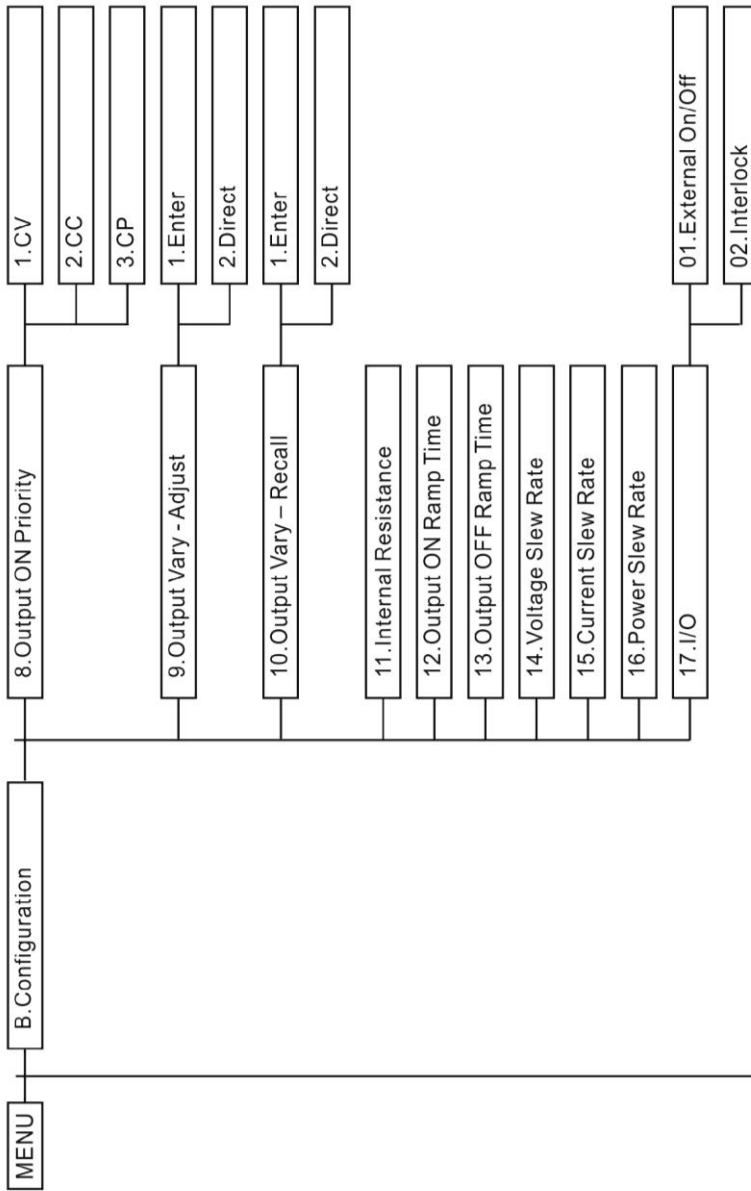 MENU
B.Configuration
8.Output ON Priority
1.CV
2.CC
3.CP
9.Output Vary - Adjust
1.Enter
2.Direct
10.Output Vary – Recall
1.Enter
2.Direct
11.Internal Resistance
12.Output ON Ramp Time
13.Output OFF Ramp Time
14.Voltage Slew Rate
15.Current Slew Rate
16.Power Slew Rate
17.I/O
01.External On/Off
02.Interlock